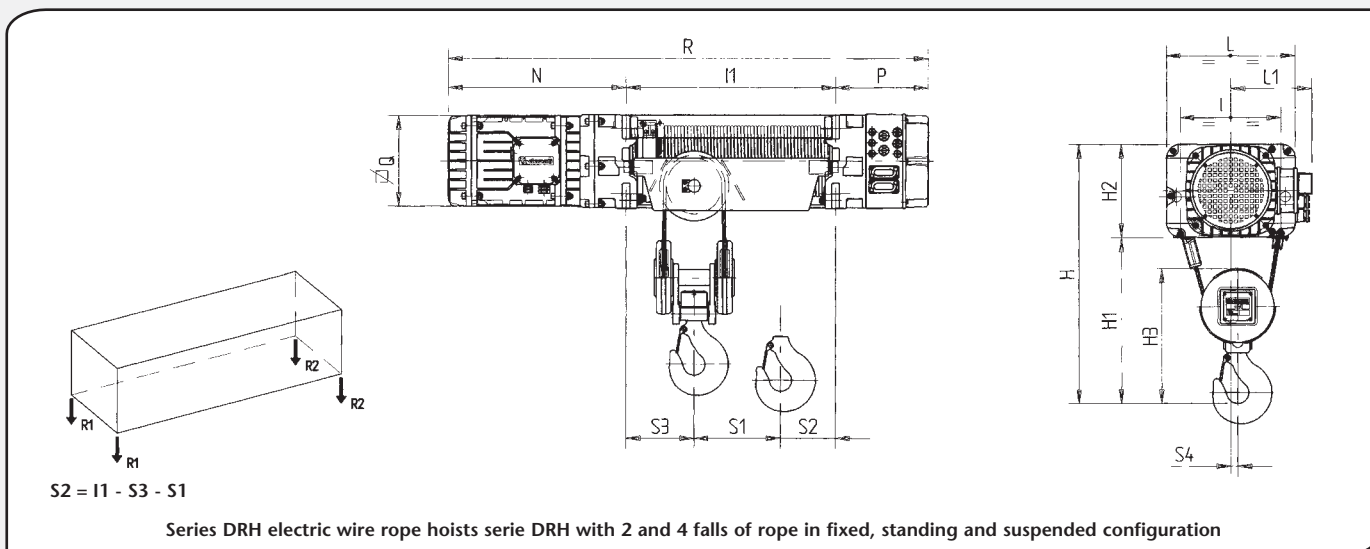 R
N
I1
P
Q
L
L1
I
H
H2
H1
H3
S3
S1
S2
S4
R2
R2
R1
R1
S2 = I1 - S3 - S1
Series DRH electric wire rope hoists serie DRH with 2 and 4 falls of rope in fixed, standing and suspended configuration